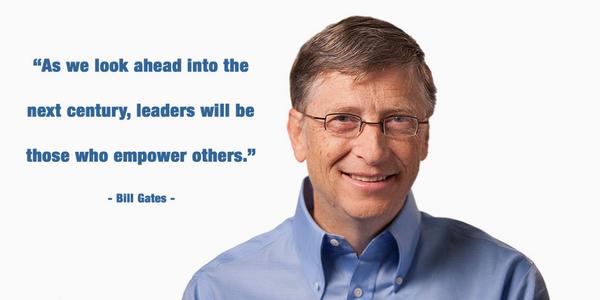 “As we look ahead into the
next century, leaders will be
those who empower others.”
- Bill Gates -